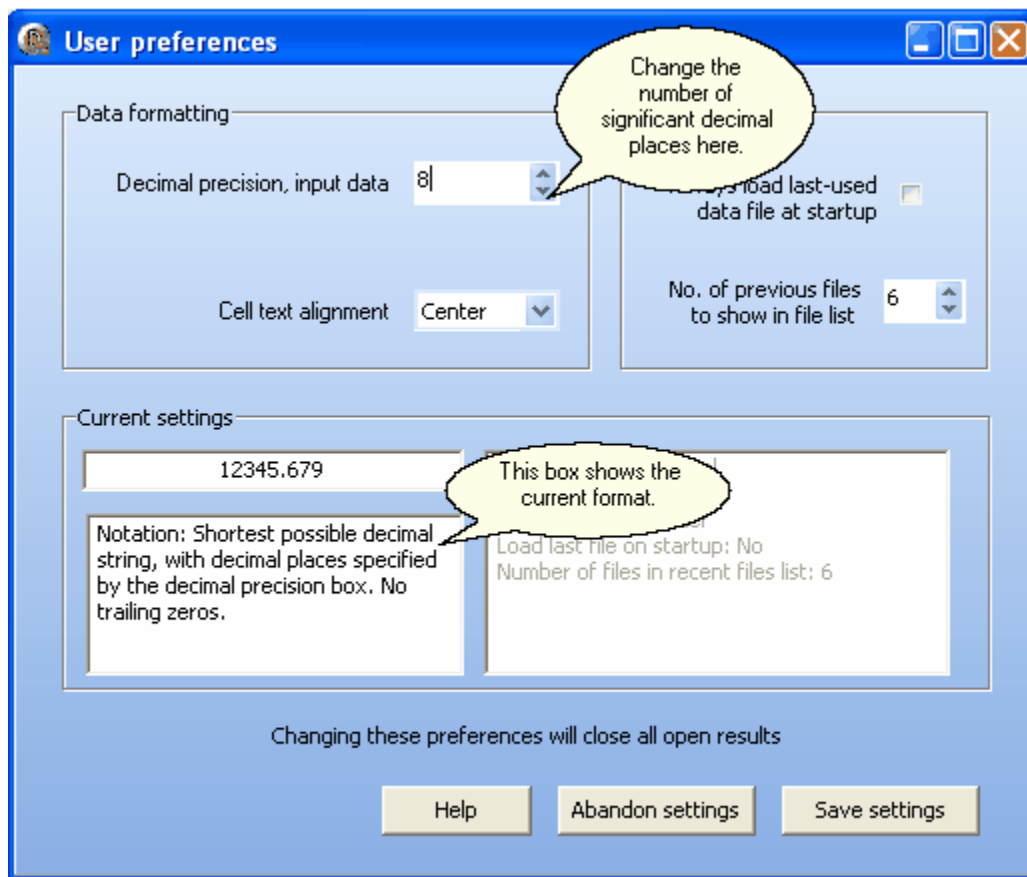 User preferences
Change the
number of
significant decimal
places here.
Data formatting
Decimal precision, input data
8
load last-used
data file at startup
Cell text alignment
Center
No. of previous files
to show in file list
6
Current settings
12345.679
This box shows the
current format.
Notation: Shortest possible decimal
string, with decimal places specified
by the decimal precision box. No
trailing zeros.
Load last file on startup: No
Number of files in recent files list: 6
Changing these preferences will close all open results
Help
Abandon settings
Save settings